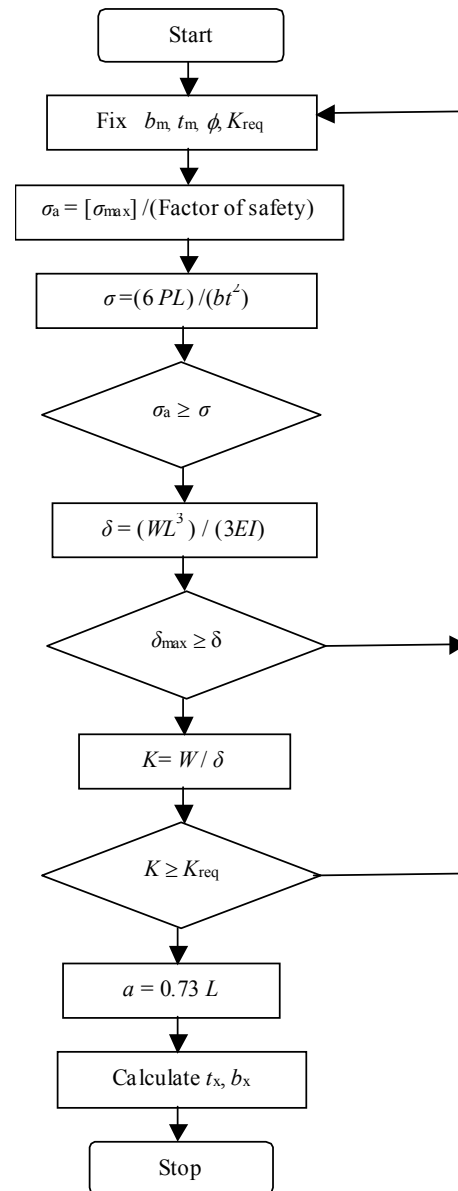 Start
Fix b_m, t_m, ϕ, K_req
σ_a = [σ_max] /(Factor of safety)
σ =(6 PL) /(bt²)
σ_a ≥ σ
δ = (WL³) / (3EI)
δ_max ≥ δ
K= W / δ
K ≥ K_req
a = 0.73 L
Calculate t_x, b_x
Stop